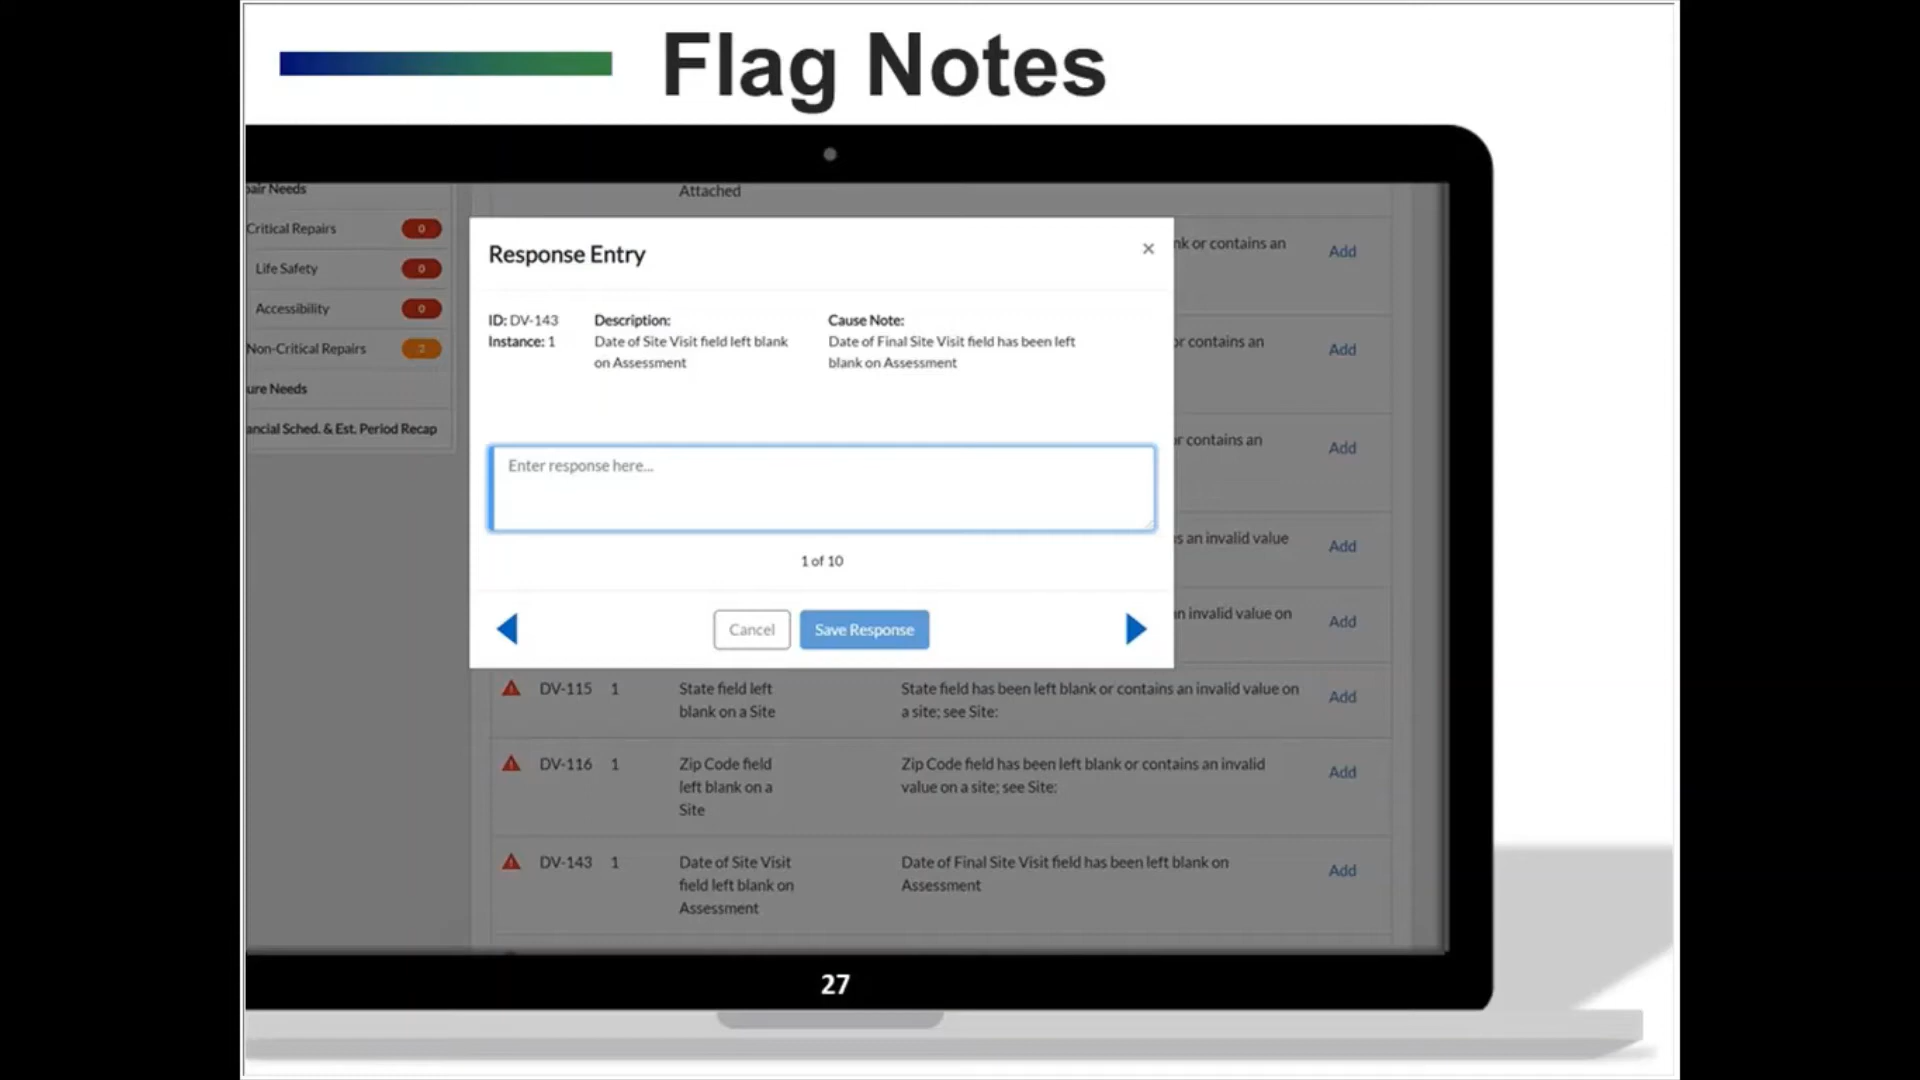 Flag Notes
pair Needs
Critical Repairs 0
Life Safety 0
Accessibility 0
Non-Critical Repairs 2
ure Needs
ancial Sched. & Est. Period Recap
Attached
nk or contains an Add
or contains an Add
or contains an Add
s an invalid value Add
an invalid value on Add
Response Entry ×
ID: DV-143 Description: Cause Note:
Instance: 1 Date of Site Visit field left blank Date of Final Site Visit field has been left
on Assessment blank on Assessment
Enter response here...
1 of 10
Cancel Save Response
DV-115 1 State field left State field has been left blank or contains an invalid value on Add
blank on a Site a site; see Site:
DV-116 1 Zip Code field Zip Code field has been left blank or contains an invalid Add
left blank on a value on a site; see Site:
Site
DV-143 1 Date of Site Visit Date of Final Site Visit field has been left blank on Add
field left blank on Assessment
Assessment
27